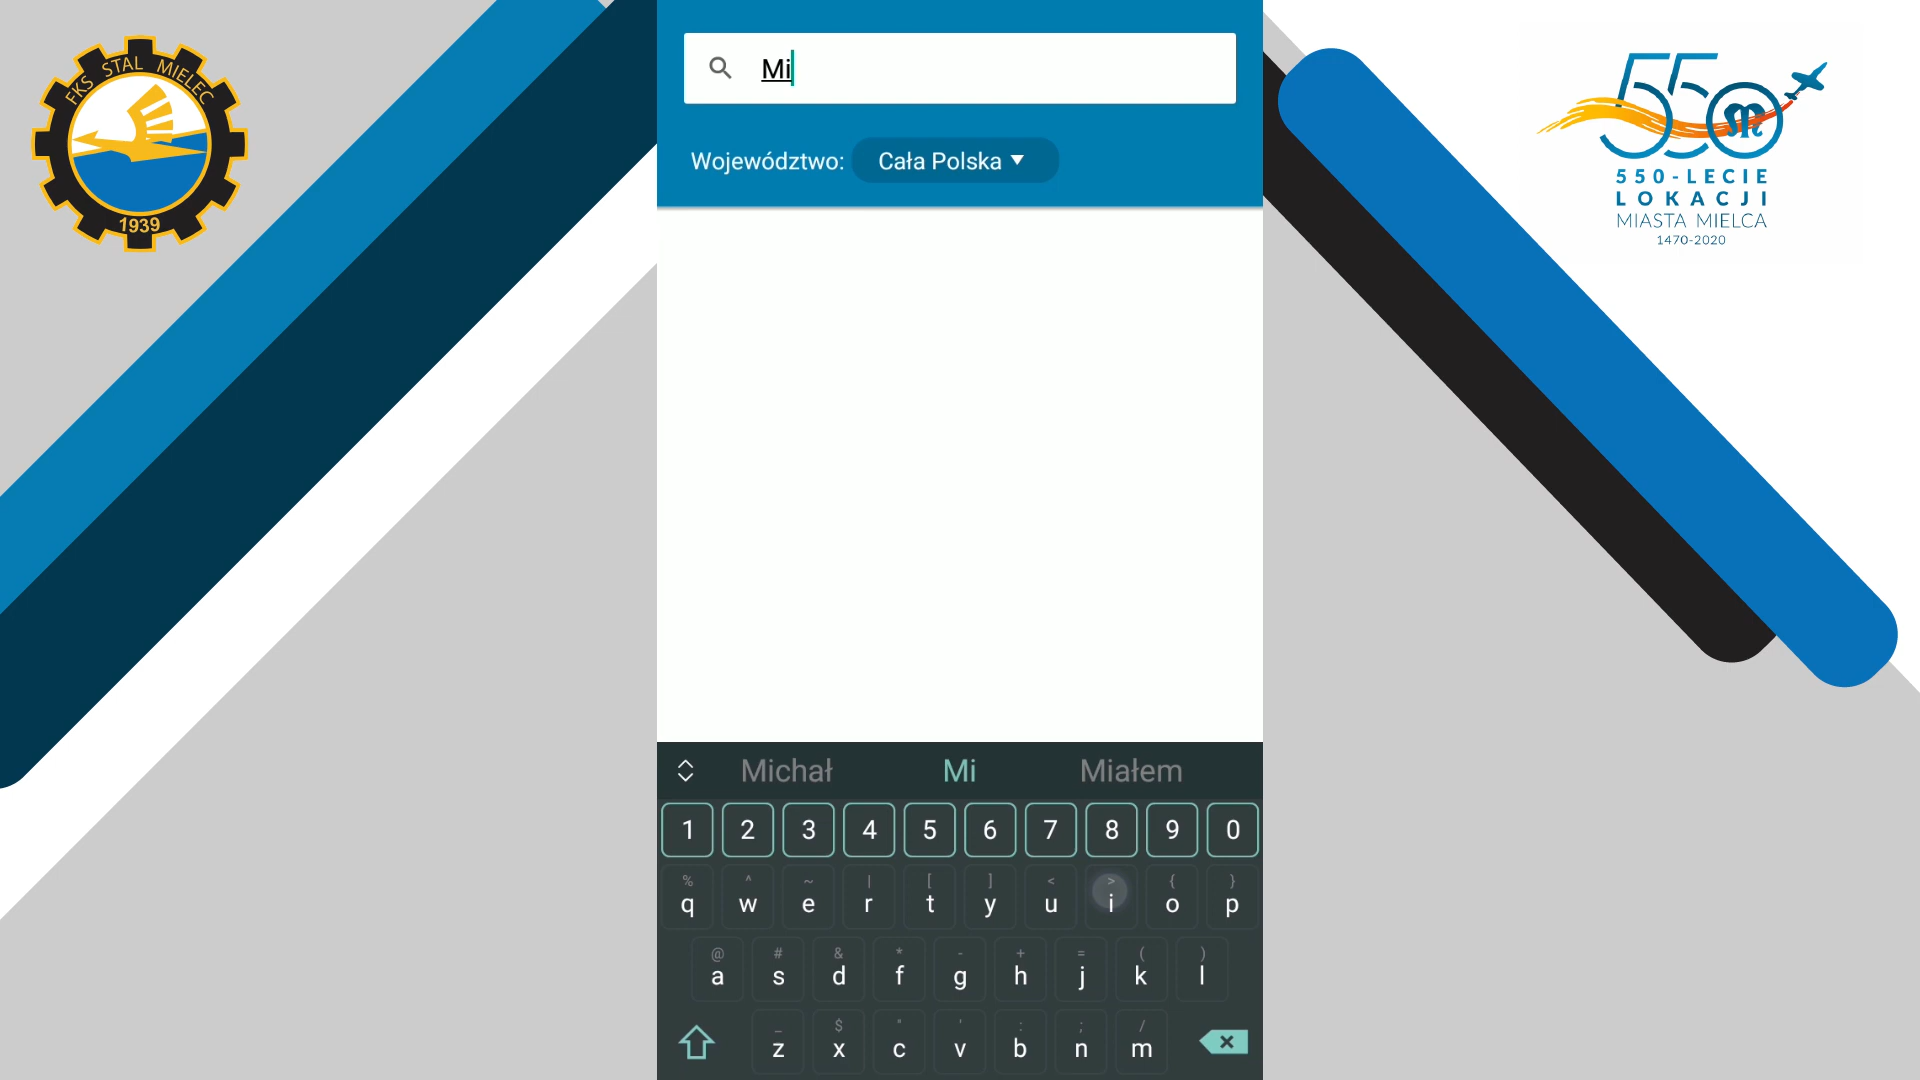 FKS STAL MIELEC
1939
Mi
Województwo: Cała Polska
550
550-LECIE
LOKACJI
MIASTA MIELCA
1470-2020
Michał Mi Miałem
1 2 3 4 5 6 7 8 9 0
% ^ ~ | [ ] < > { }
q w e r t y u i o p
@ # & * - + = ( )
a s d f g h j k l
_ $ " ' : ; /
z x c v b n m